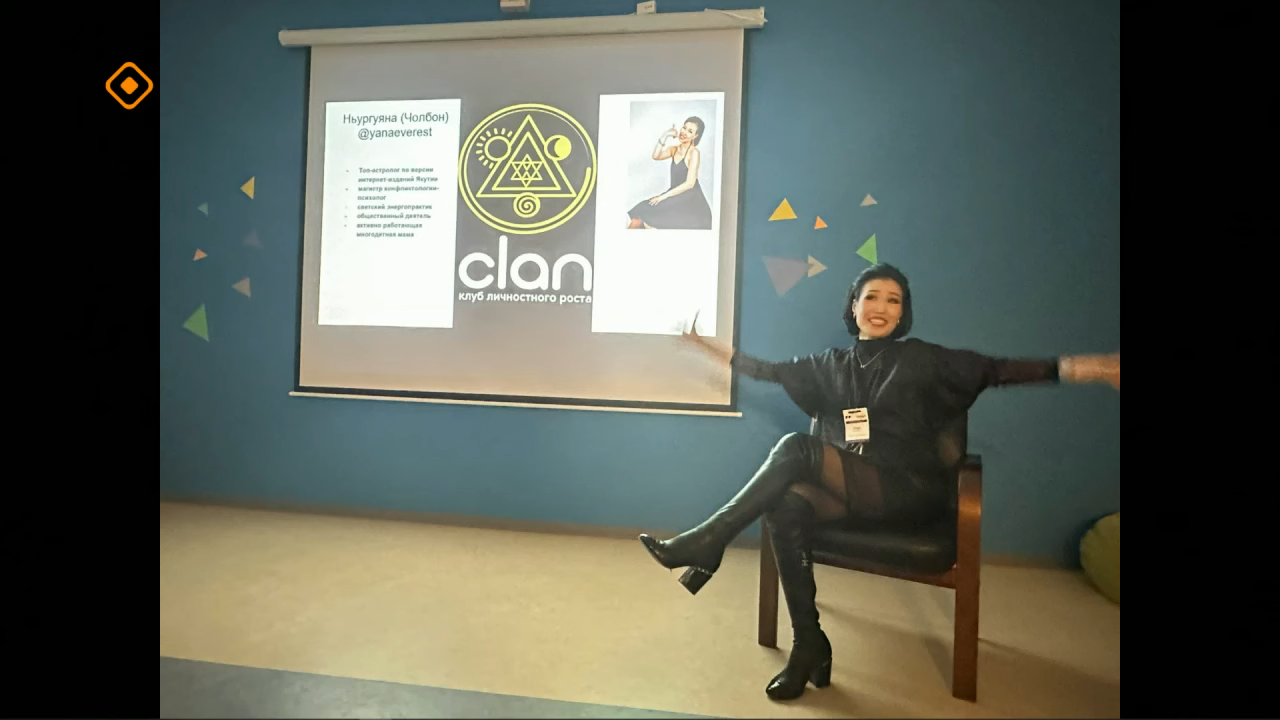 Ньургуяна (Чолбон)
@yanaeverest
Топ-астролог по версии
интернет-изданий Якутии
магистр конфликтологии-
психолог
светский энергопрактик
общественный деятель
активно работающая
многодетная мама
clan
клуб личностного роста